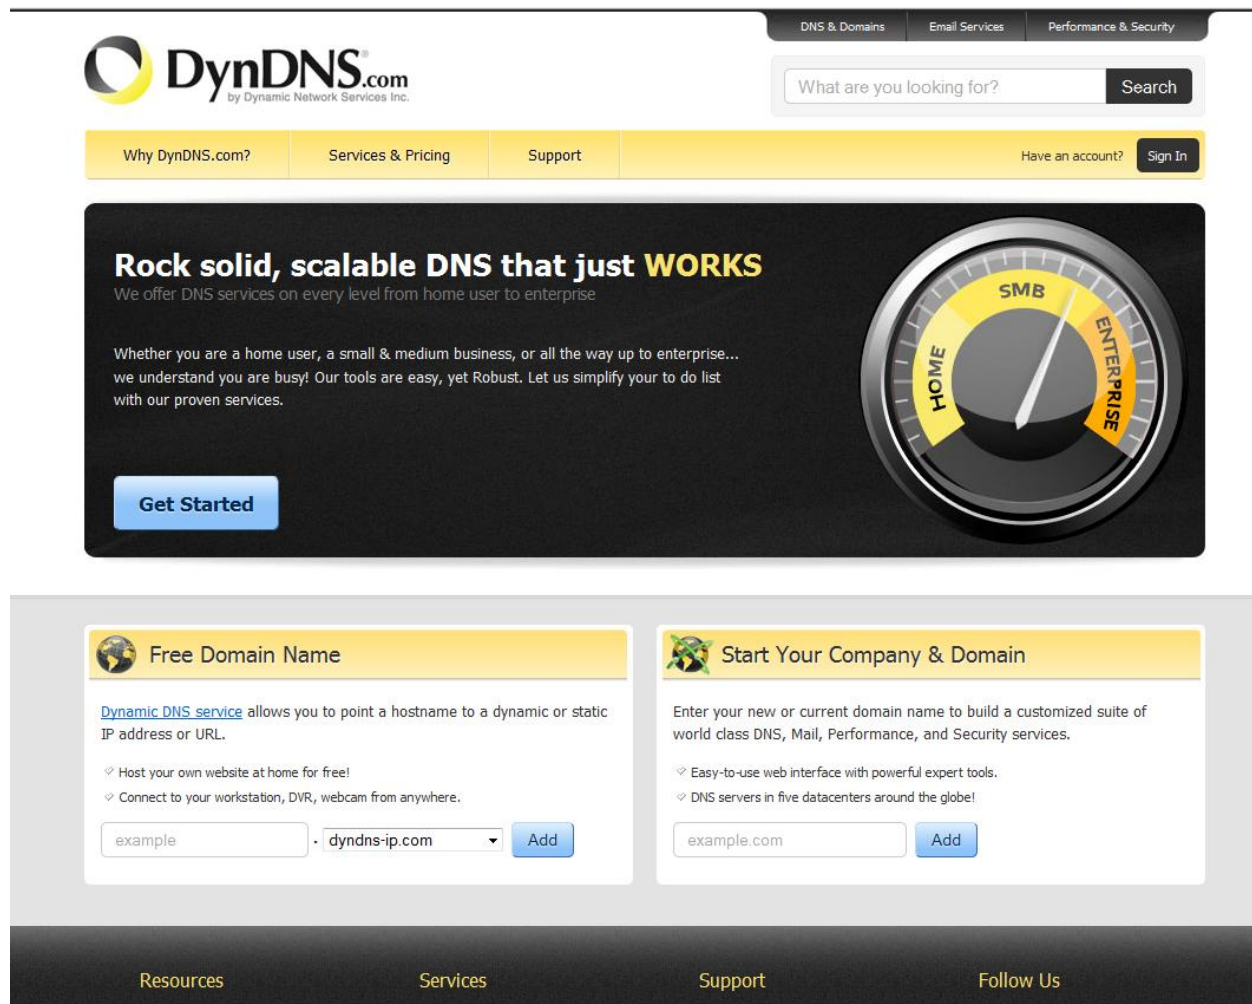 DNS & Domains
Email Services
Performance & Security
DynDNS.com
by Dynamic Network Services Inc.
What are you looking for?
Search
Why DynDNS.com?
Services & Pricing
Support
Have an account?
Sign In
Rock solid, scalable DNS that just WORKS
We offer DNS services on every level from home user to enterprise
Whether you are a home user, a small & medium business, or all the way up to enterprise...
we understand you are busy! Our tools are easy, yet Robust. Let us simplify your to do list
with our proven services.
Get Started
HOME
SMB
ENTERPRISE
Free Domain Name
Dynamic DNS service allows you to point a hostname to a dynamic or static
IP address or URL.
Host your own website at home for free!
Connect to your workstation, DVR, webcam from anywhere.
example
. dyndns-ip.com
Add
Start Your Company & Domain
Enter your new or current domain name to build a customized suite of
world class DNS, Mail, Performance, and Security services.
Easy-to-use web interface with powerful expert tools.
DNS servers in five datacenters around the globe!
example.com
Add
Resources
Services
Support
Follow Us